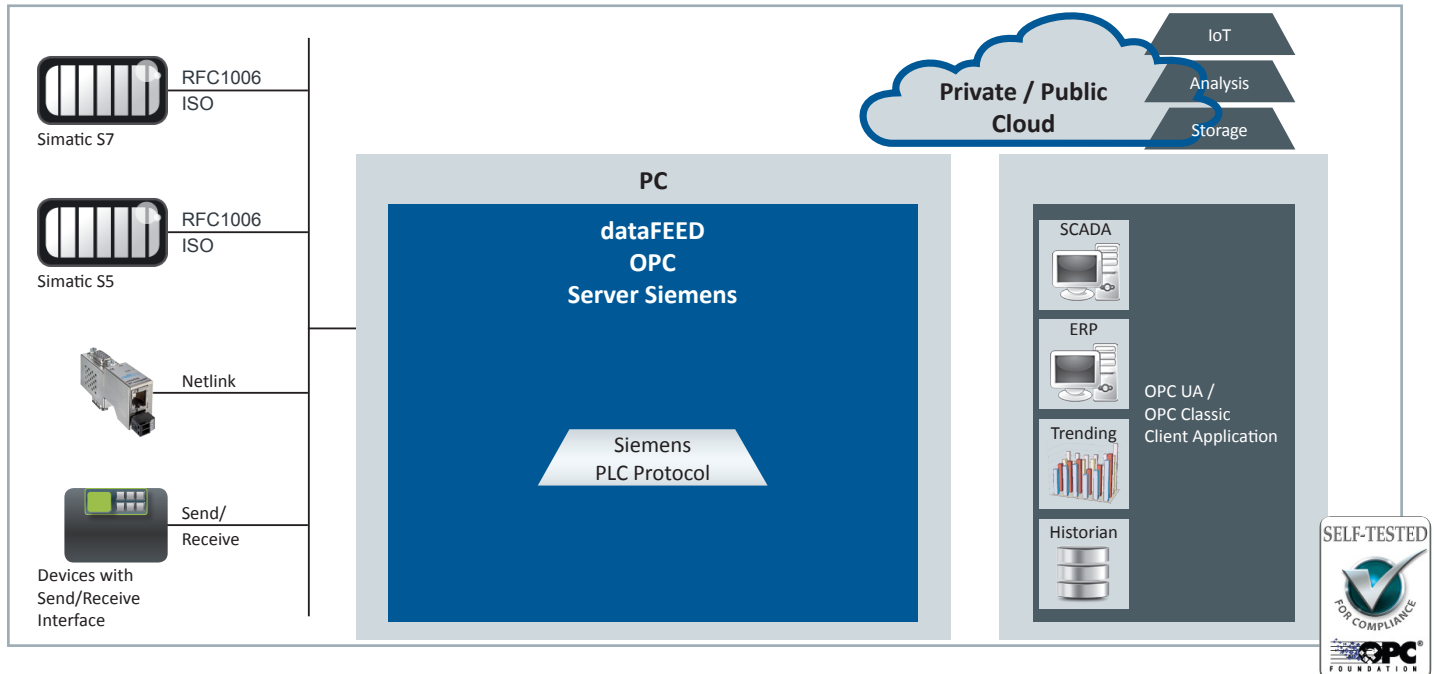 RFC1006
ISO
Simatic S7
RFC1006
ISO
Simatic S5
Netlink
Send/
Receive
Devices with
Send/Receive
Interface
PC
dataFEED
OPC
Server Siemens
Siemens
PLC Protocol
Private / Public
Cloud
IoT
Analysis
Storage
SCADA
ERP
Trending
Historian
OPC UA /
OPC Classic
Client Application
SELF-TESTED
FOR COMPLIANCE
OPC®
FOUNDATION